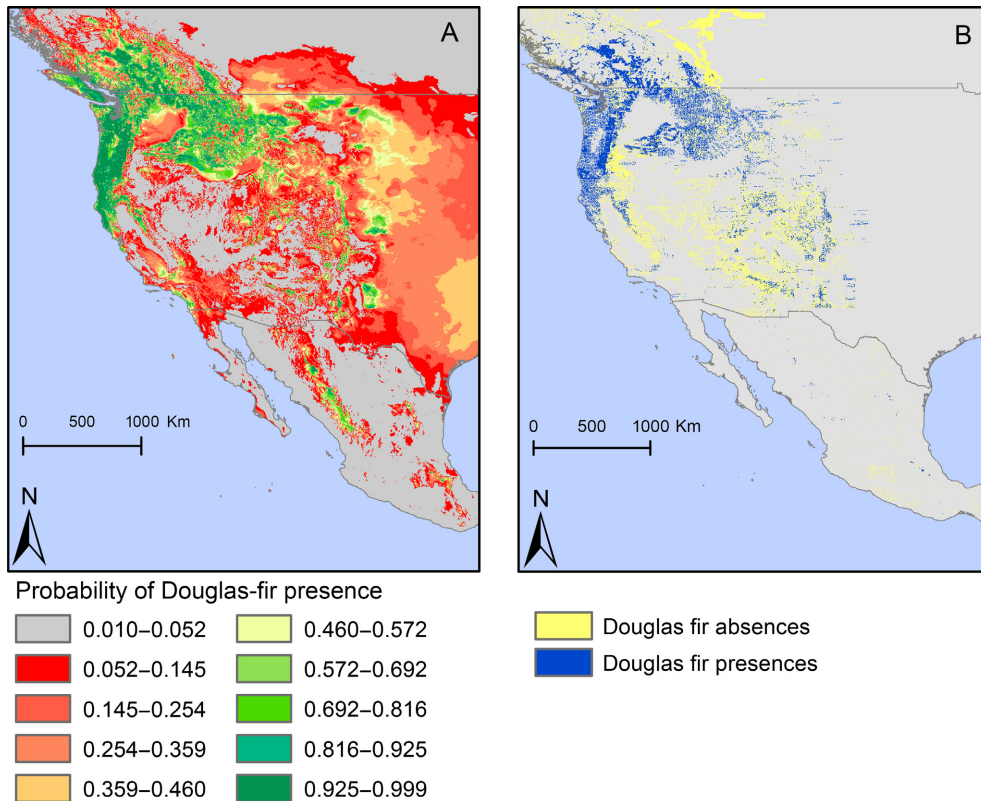 A
0 500 1000 Km
N
B
0 500 1000 Km
N
Probability of Douglas-fir presence
0.010–0.052
0.052–0.145
0.145–0.254
0.254–0.359
0.359–0.460
0.460–0.572
0.572–0.692
0.692–0.816
0.816–0.925
0.925–0.999
Douglas fir absences
Douglas fir presences